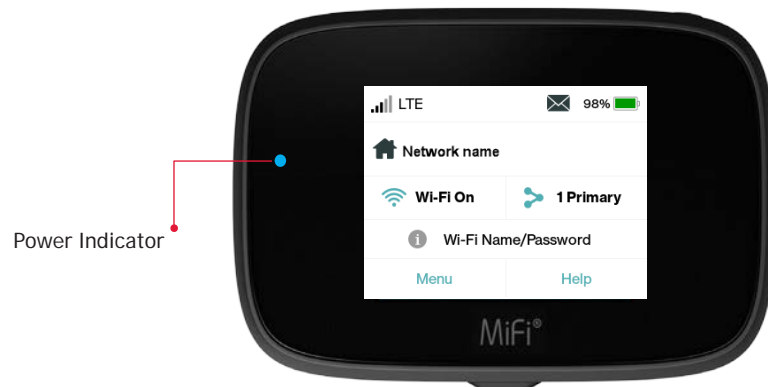 LTE 98%
Network name
Wi-Fi On 1 Primary
Power Indicator
i Wi-Fi Name/Password
Menu Help
MiFi®